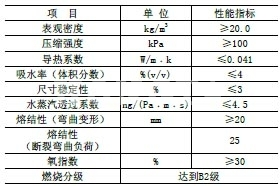 项 目 单 位 性能指标
表观密度 kg/m³ ≥20.0
压缩强度 kPa ≥100
导热系数 W/m.k ≤0.041
吸水率（体积分数） %(v/v) ≤4
尺寸稳定性 % ≤3
水蒸汽透过系数 ng/(Pa.m.s) ≤4.5
熔结性（弯曲变形） mm ≥20
熔结性
（断裂弯曲负荷） 25
氧指数 % ≥30
燃烧分级 达到B2级